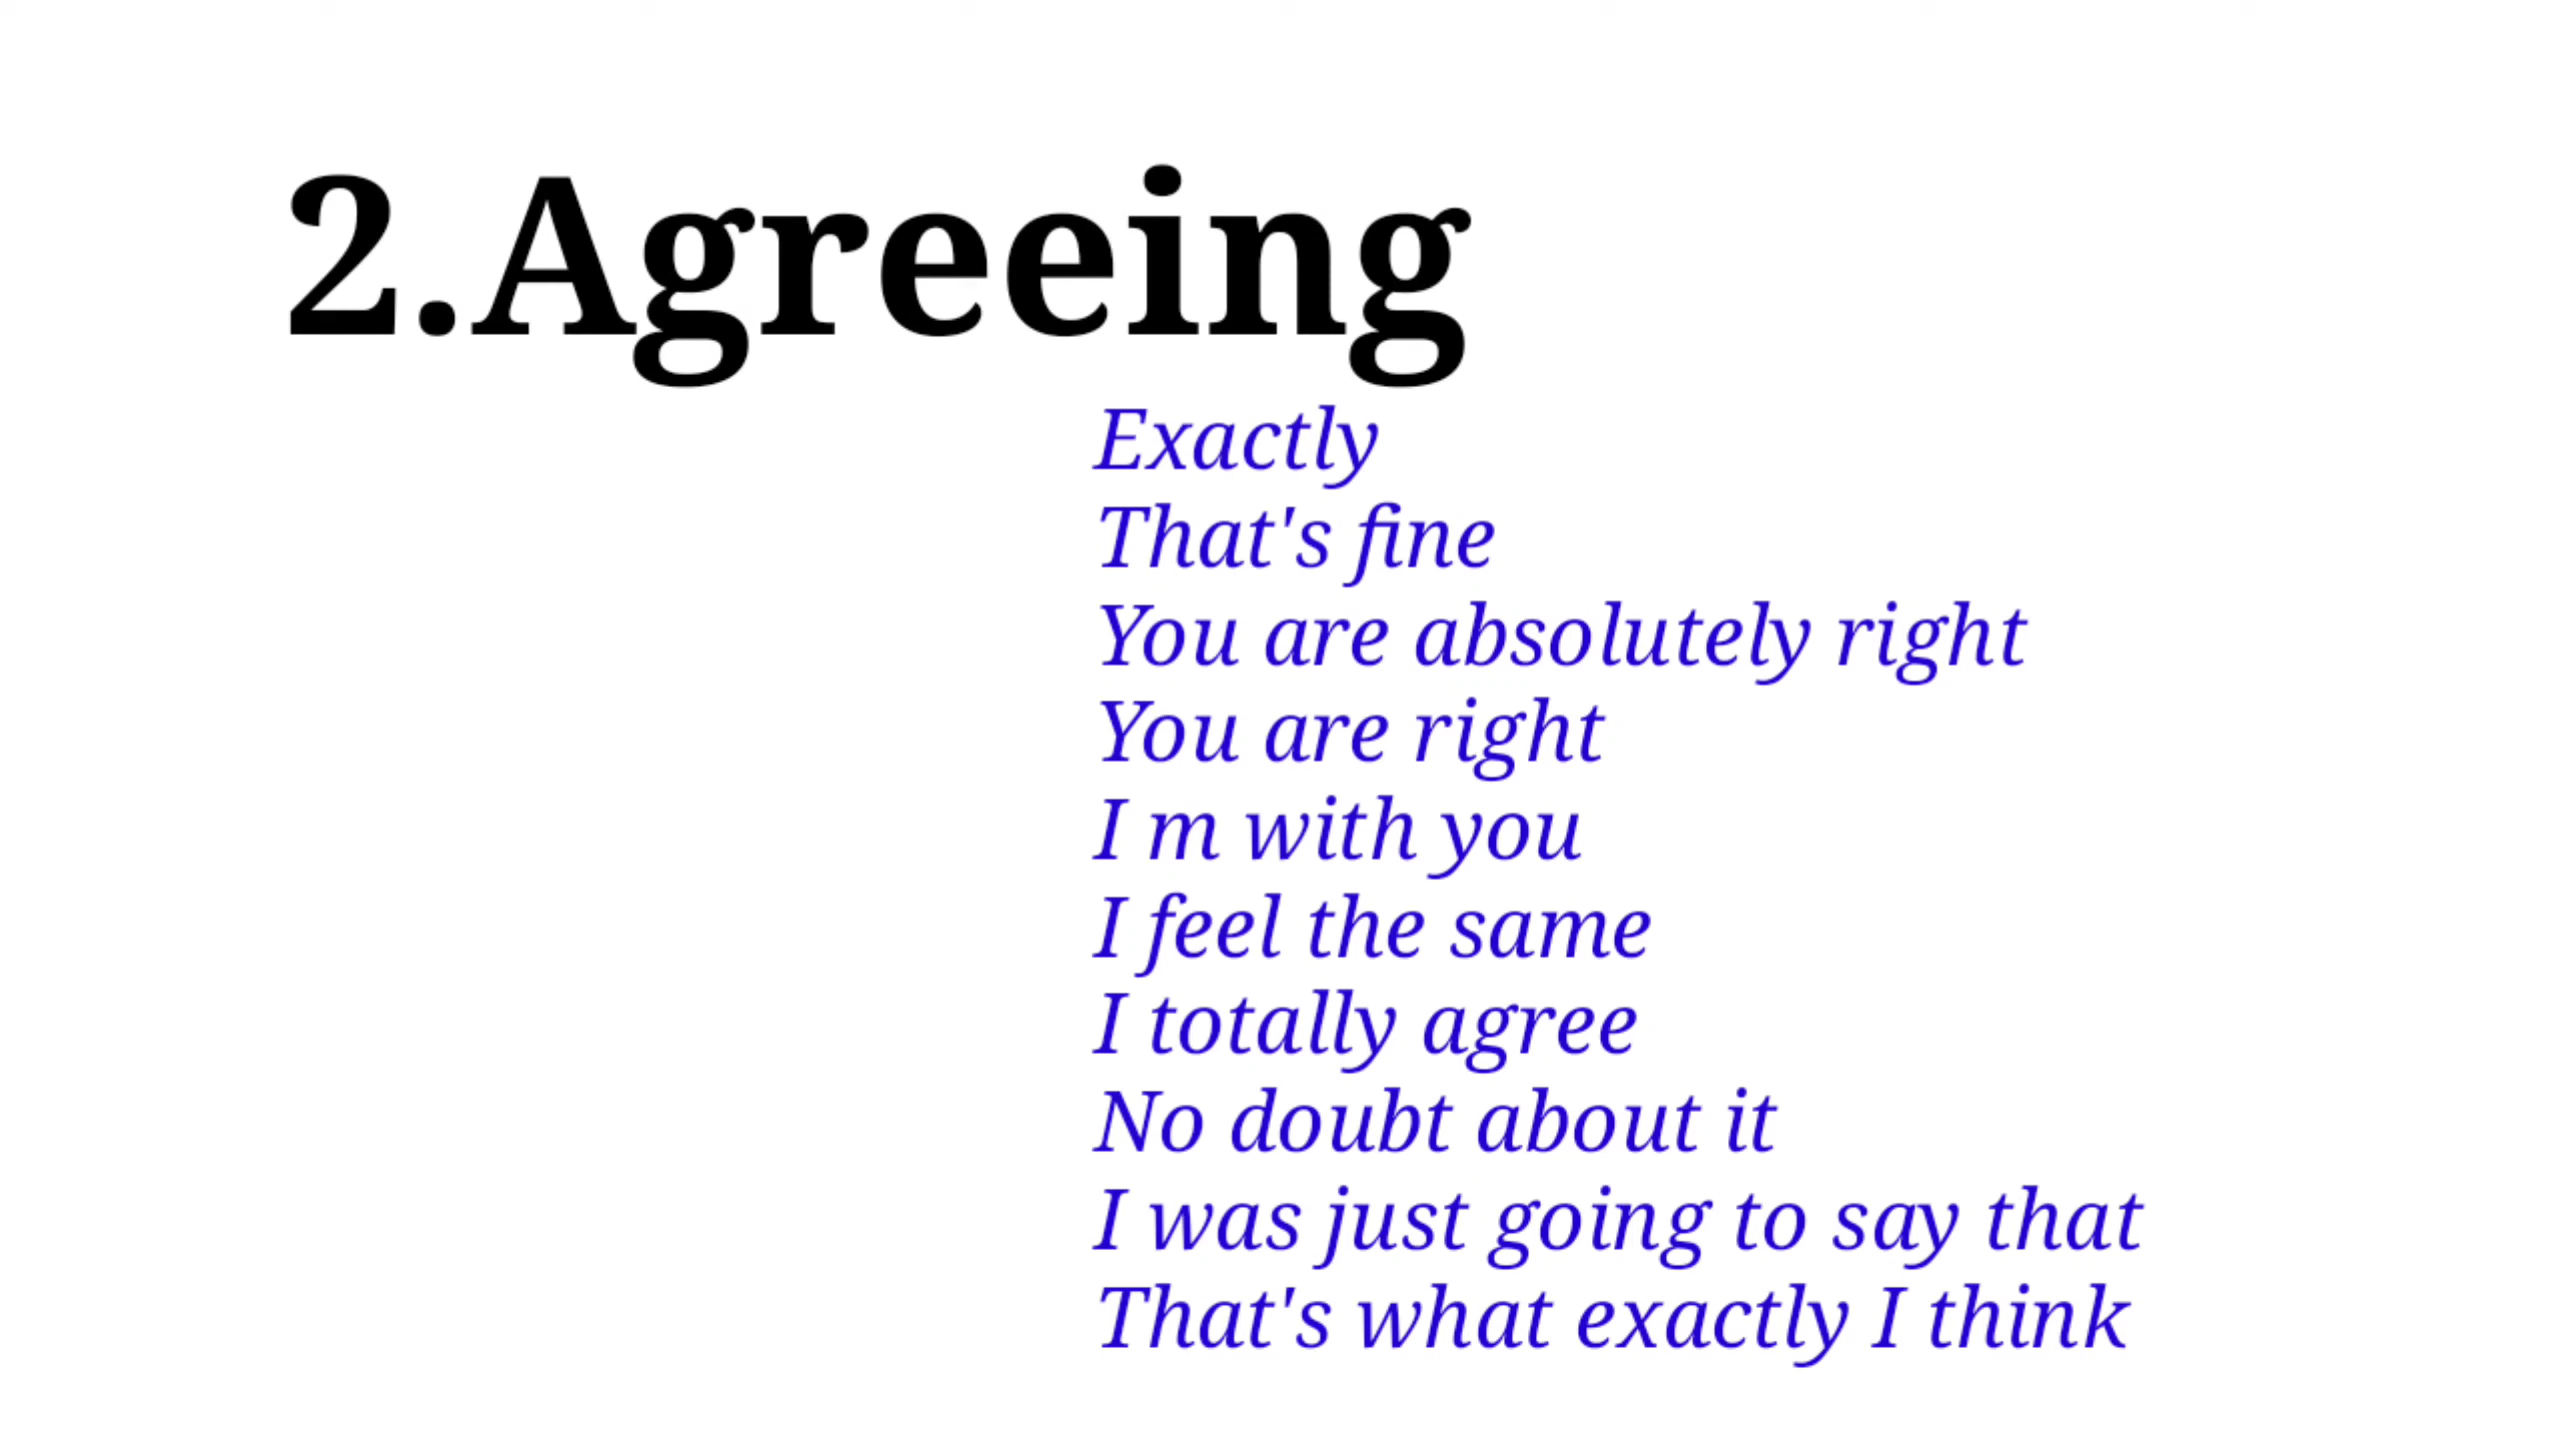 2.Agreeing
Exactly
That's fine
You are absolutely right
You are right
I m with you
I feel the same
I totally agree
No doubt about it
I was just going to say that
That's what exactly I think